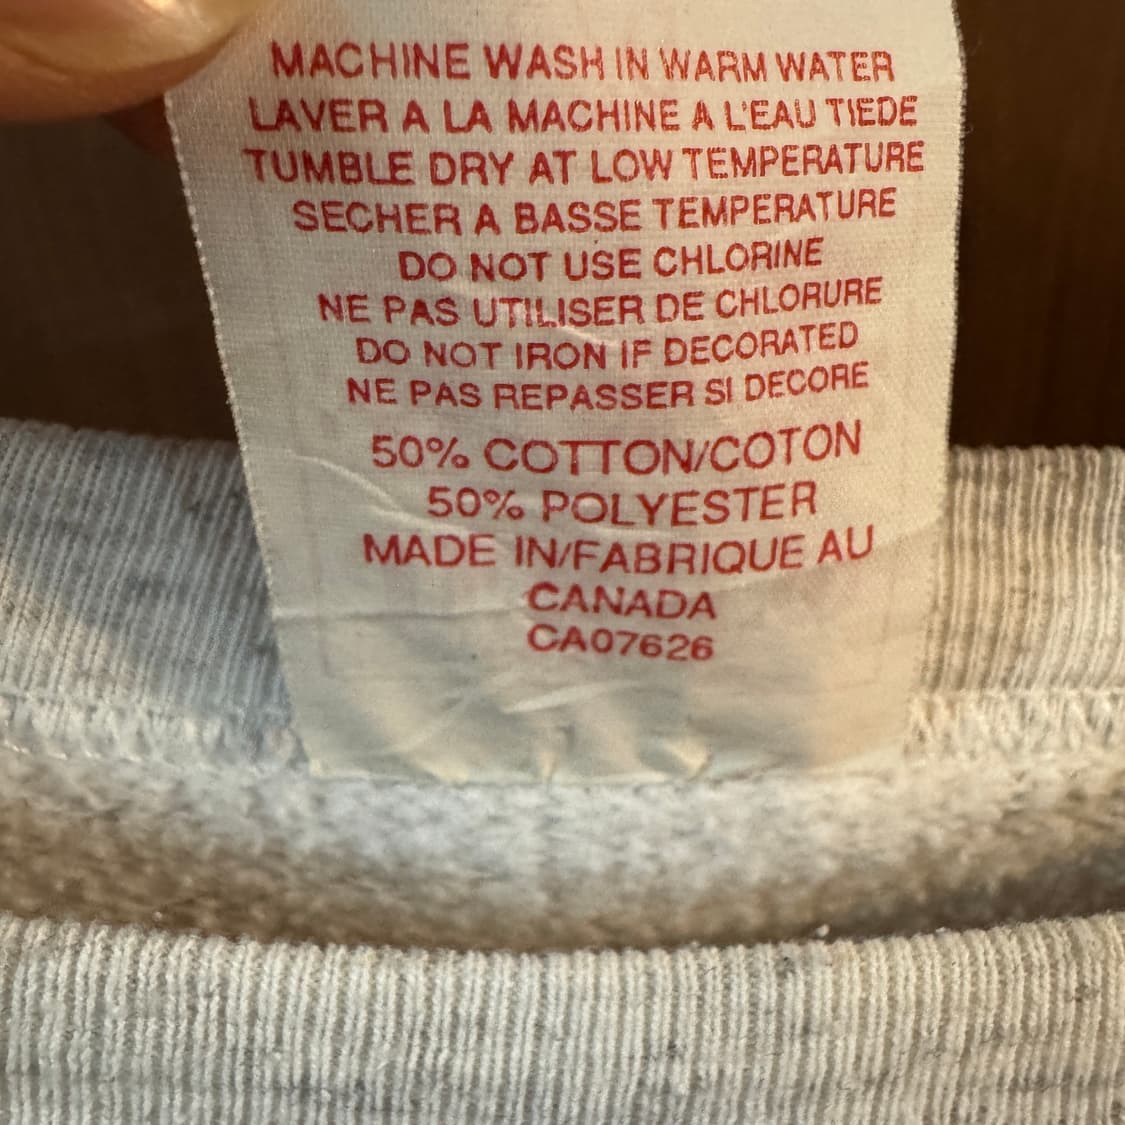 MACHINE WASH IN WARM WATER
LAVER A LA MACHINE A L'EAU TIEDE
TUMBLE DRY AT LOW TEMPERATURE
SECHER A BASSE TEMPERATURE
DO NOT USE CHLORINE
NE PAS UTILISER DE CHLORURE
DO NOT IRON IF DECORATED
NE PAS REPASSER SI DECORE
50% COTTON/COTON
50% POLYESTER
MADE IN/FABRIQUE AU
CANADA
CA07626